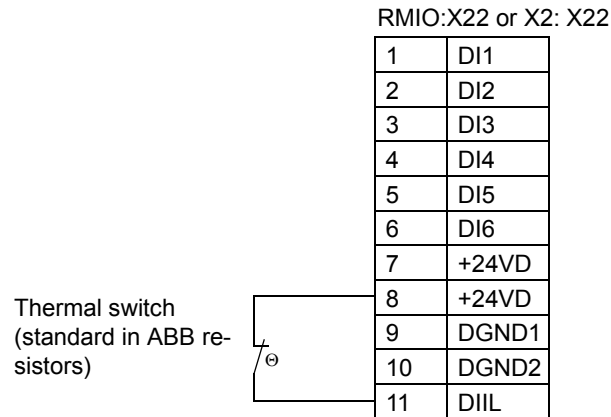 RMIO:X22 or X2: X22
1 DI1
2 DI2
3 DI3
4 DI4
5 DI5
6 DI6
7 +24VD
8 +24VD
9 DGND1
10 DGND2
11 DIIL
Thermal switch
(standard in ABB re-
sistors)
Θ